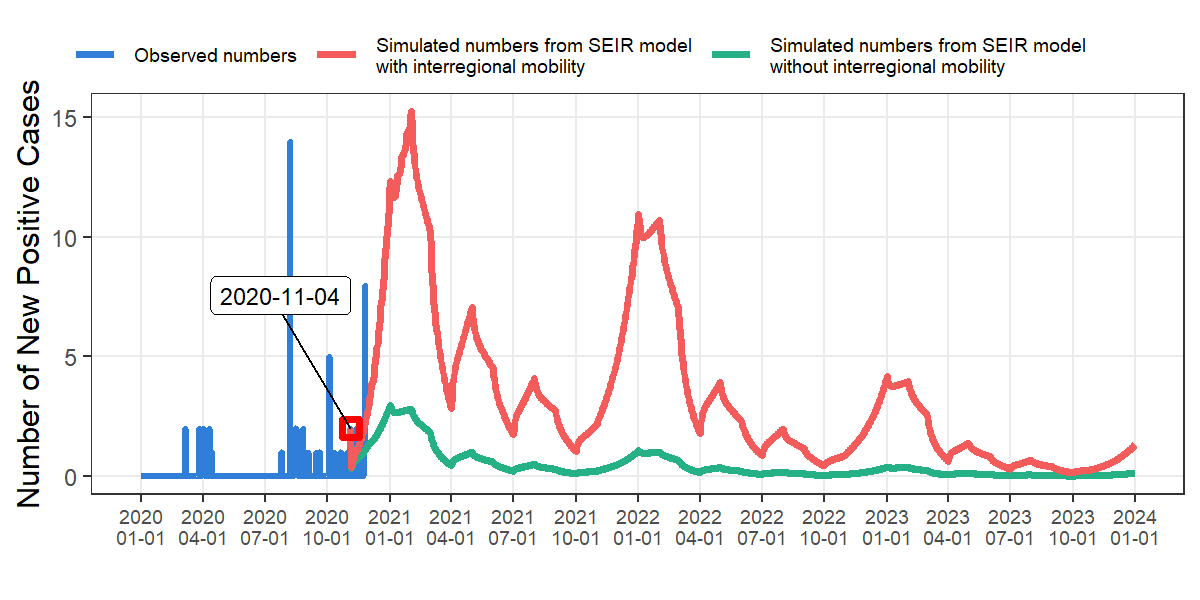 Observed numbers
Simulated numbers from SEIR model
with interregional mobility
Simulated numbers from SEIR model
without interregional mobility
Number of New Positive Cases
15
10
5
0
2020-11-04
2020 2020 2020 2020 2021 2021 2021 2021 2022 2022 2022 2022 2023 2023 2023 2023 2024
01-01 04-01 07-01 10-01 01-01 04-01 07-01 10-01 01-01 04-01 07-01 10-01 01-01 04-01 07-01 10-01 01-01